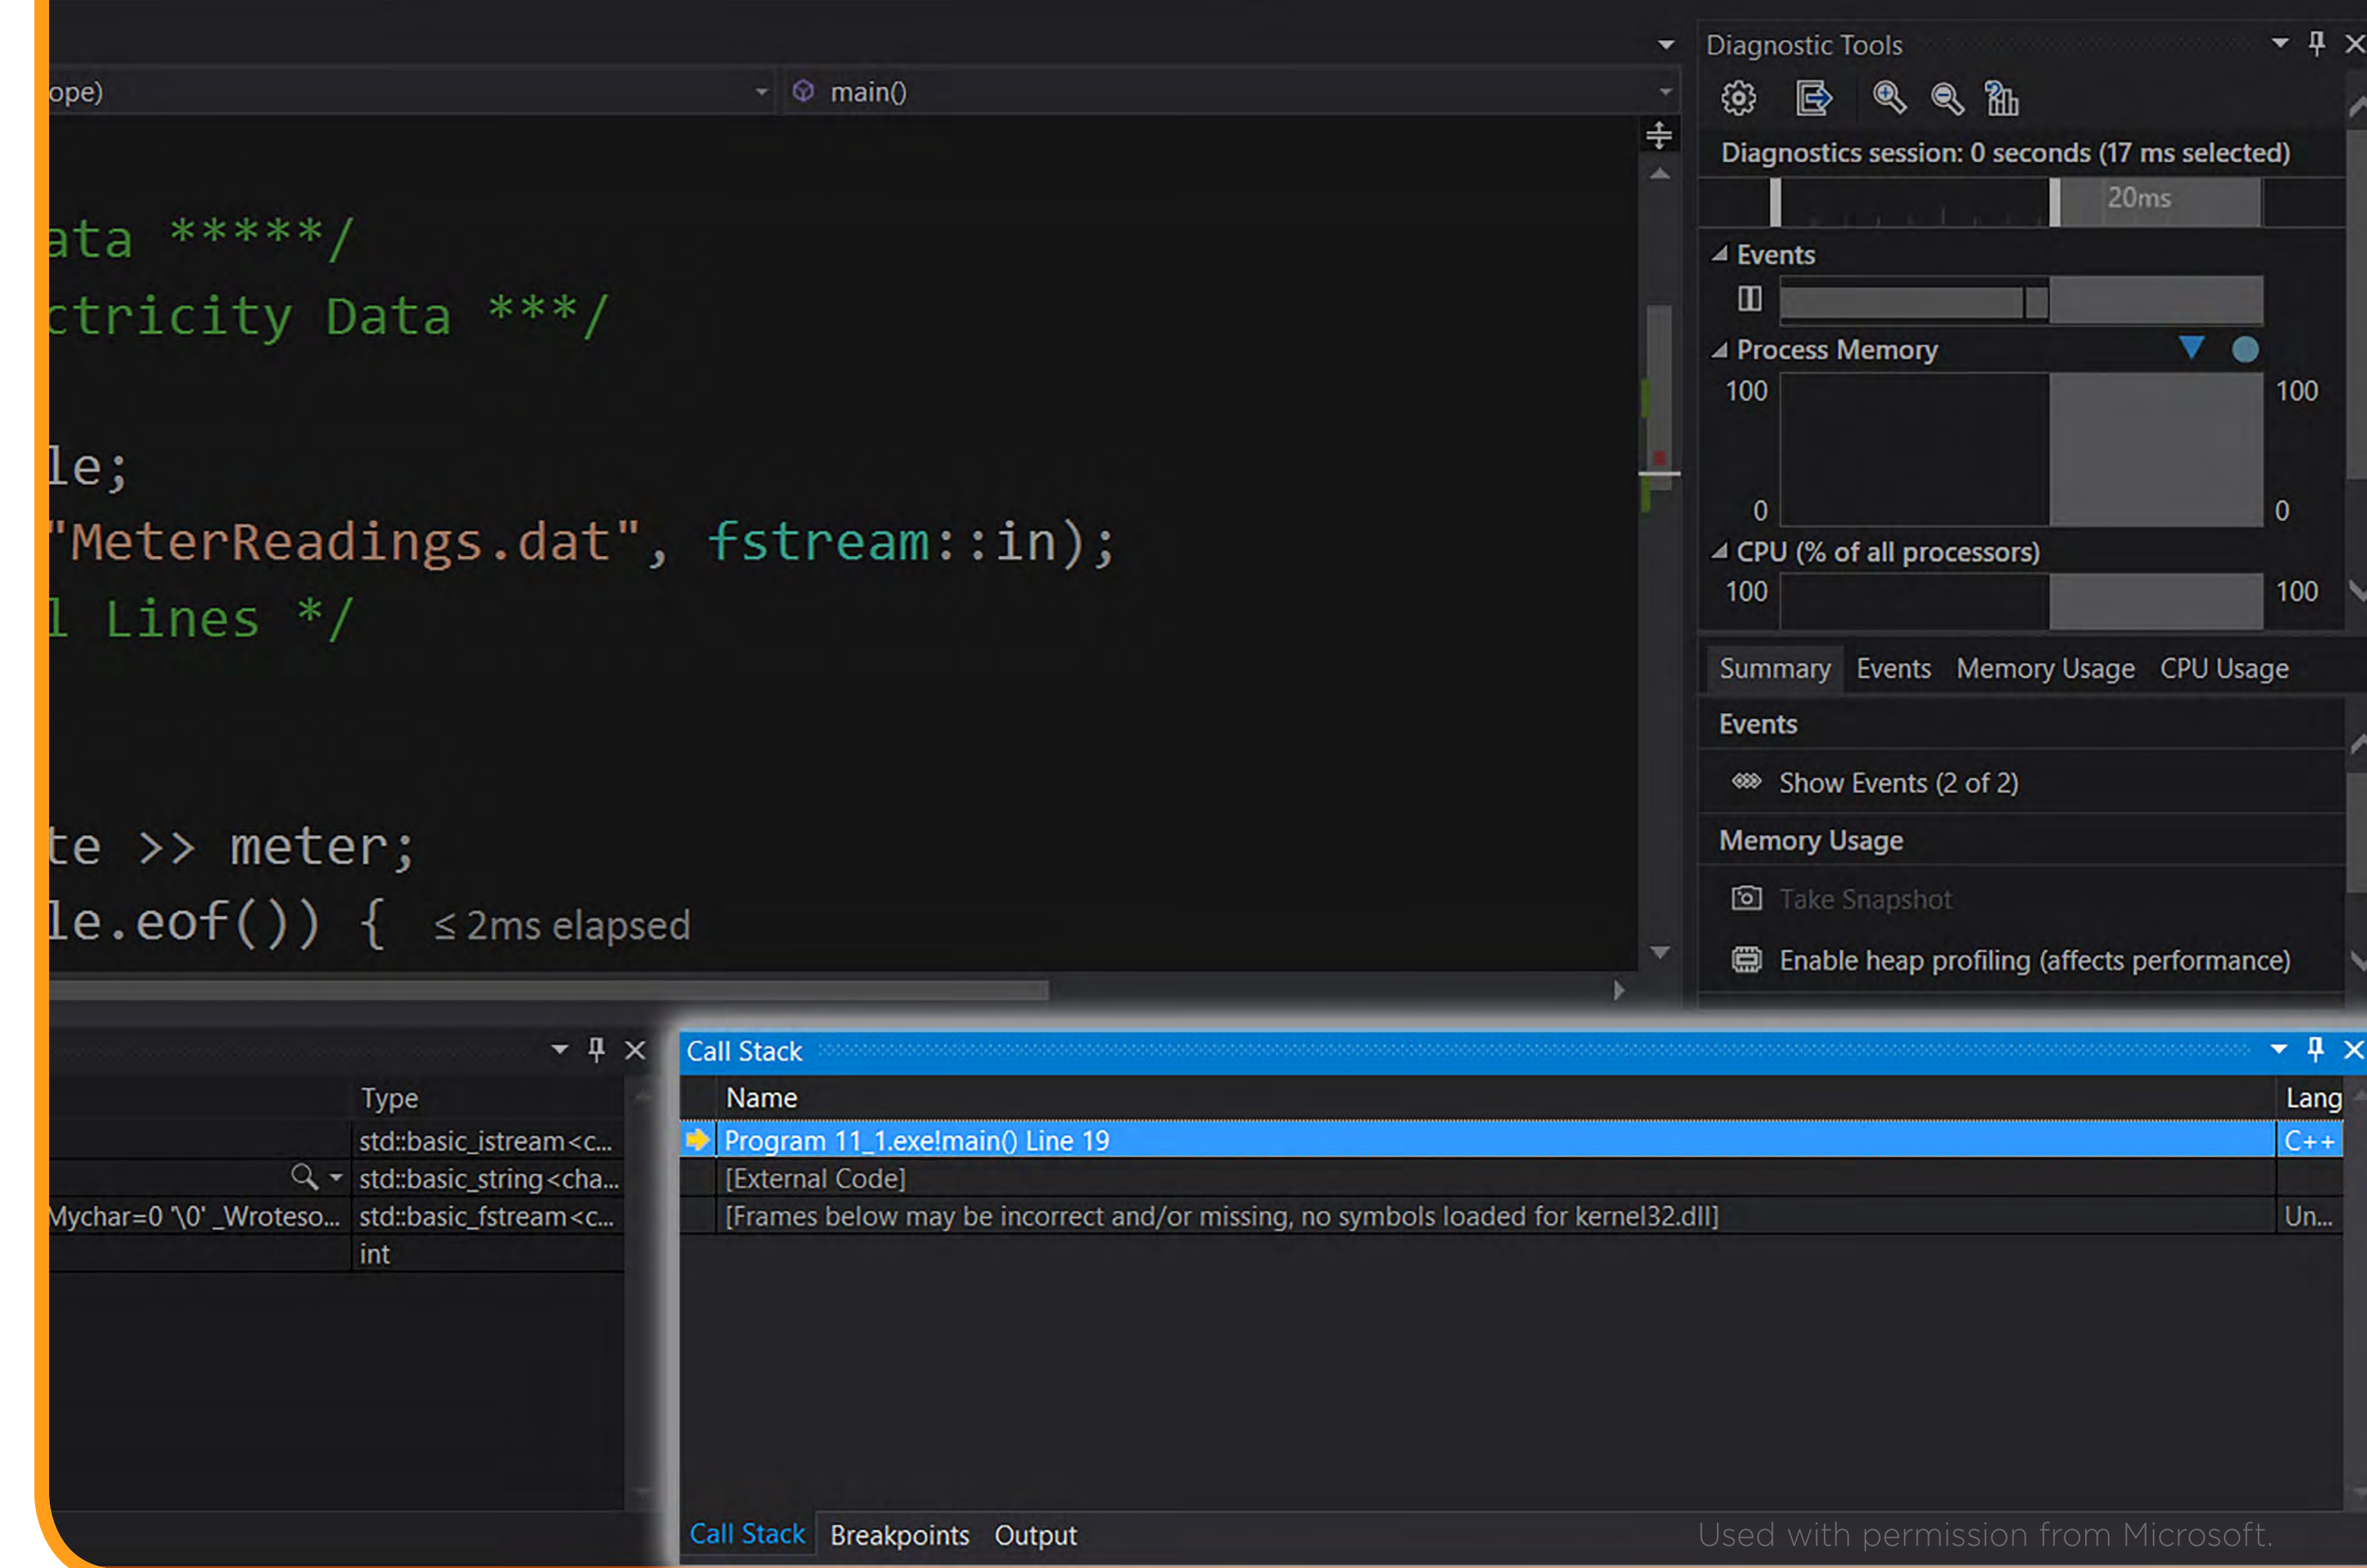 ope)
main()
ata *****/
ctricity Data ***/
le;
"MeterReadings.dat", fstream::in);
l Lines */
te >> meter;
le.eof()) { ≤ 2ms elapsed
Diagnostic Tools
Diagnostics session: 0 seconds (17 ms selected)
20ms
Events
Process Memory
100 100
0 0
CPU (% of all processors)
100 100
Summary Events Memory Usage CPU Usage
Events
Show Events (2 of 2)
Memory Usage
Take Snapshot
Enable heap profiling (affects performance)
Type
std::basic_istream<c...
std::basic_string<cha...
Mychar=0 '\0' _Wroteso... std::basic_fstream<c...
int
Call Stack
Name Lang
Program 11_1.exe!main() Line 19 C++
[External Code]
[Frames below may be incorrect and/or missing, no symbols loaded for kernel32.dll] Un...
Call Stack Breakpoints Output
Used with permission from Microsoft.